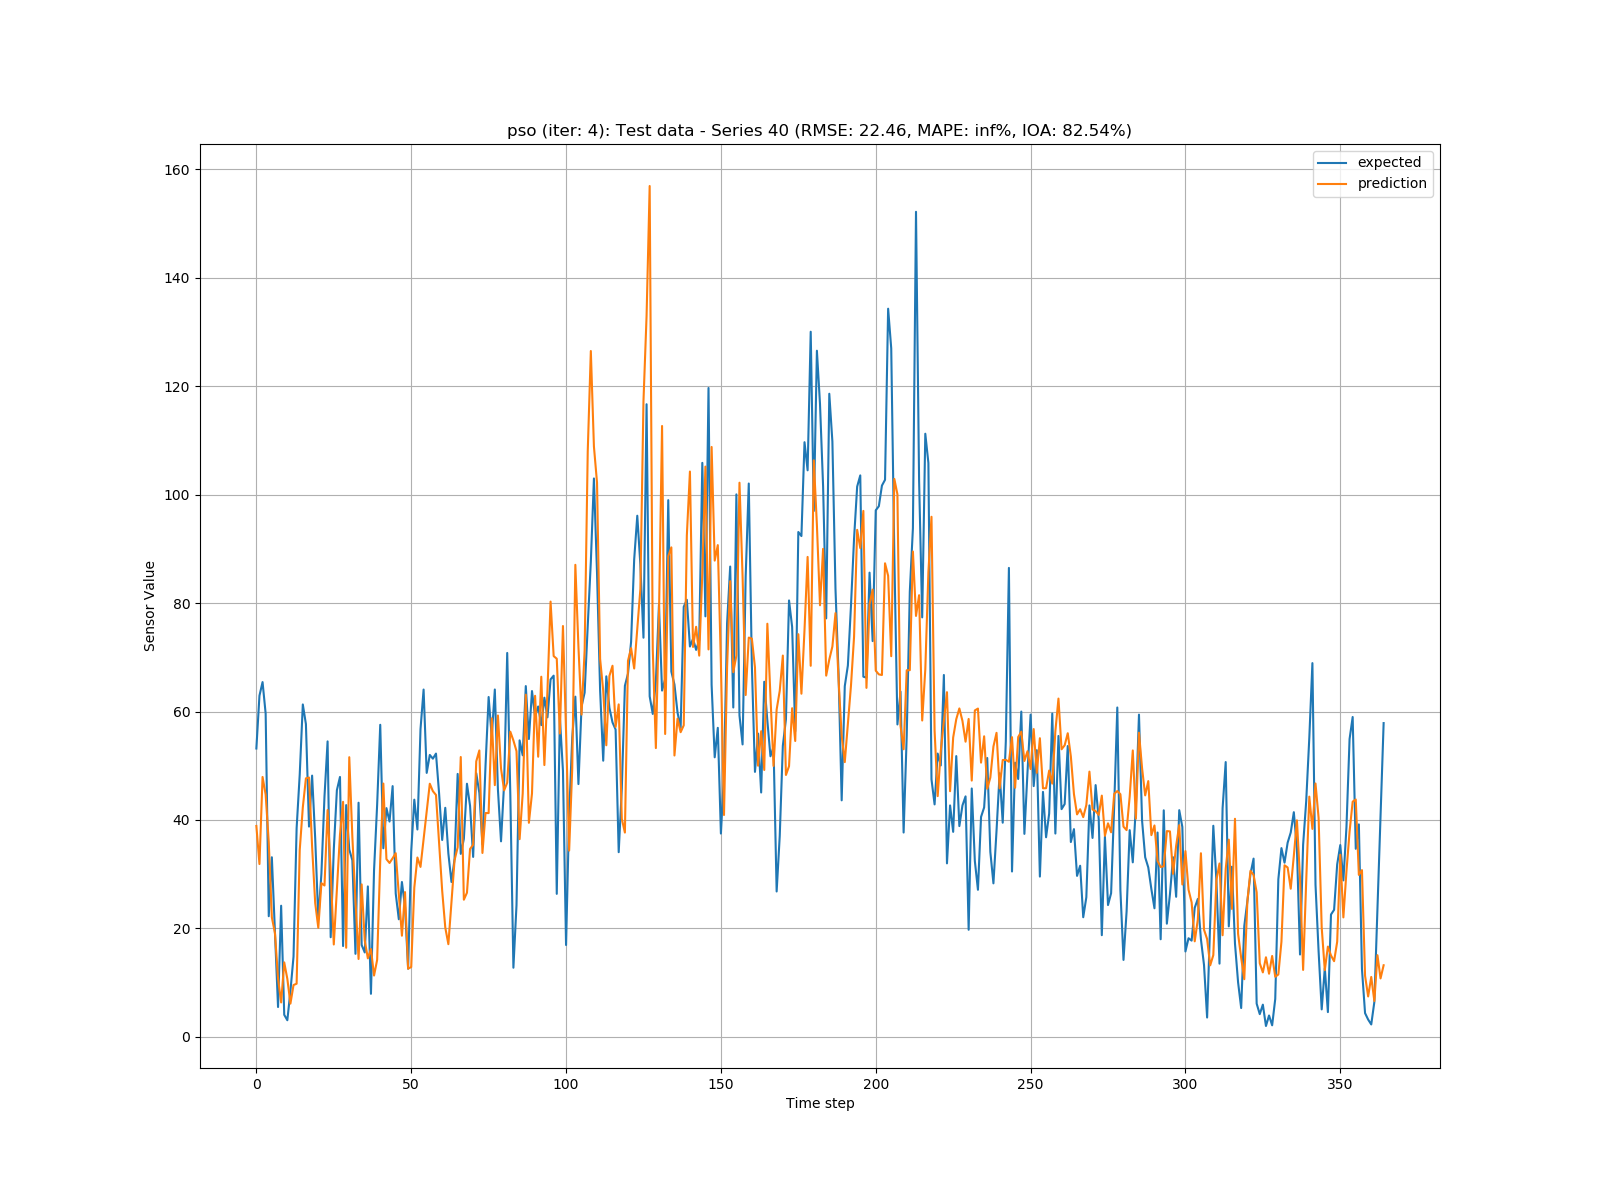 pso (iter: 4): Test data - Series 40 (RMSE: 22.46, MAPE: inf%, IOA: 82.54%)
expected
prediction
160
140
120
100
80
60
40
20
0
Sensor Value
0 50 100 150 200 250 300 350
Time step